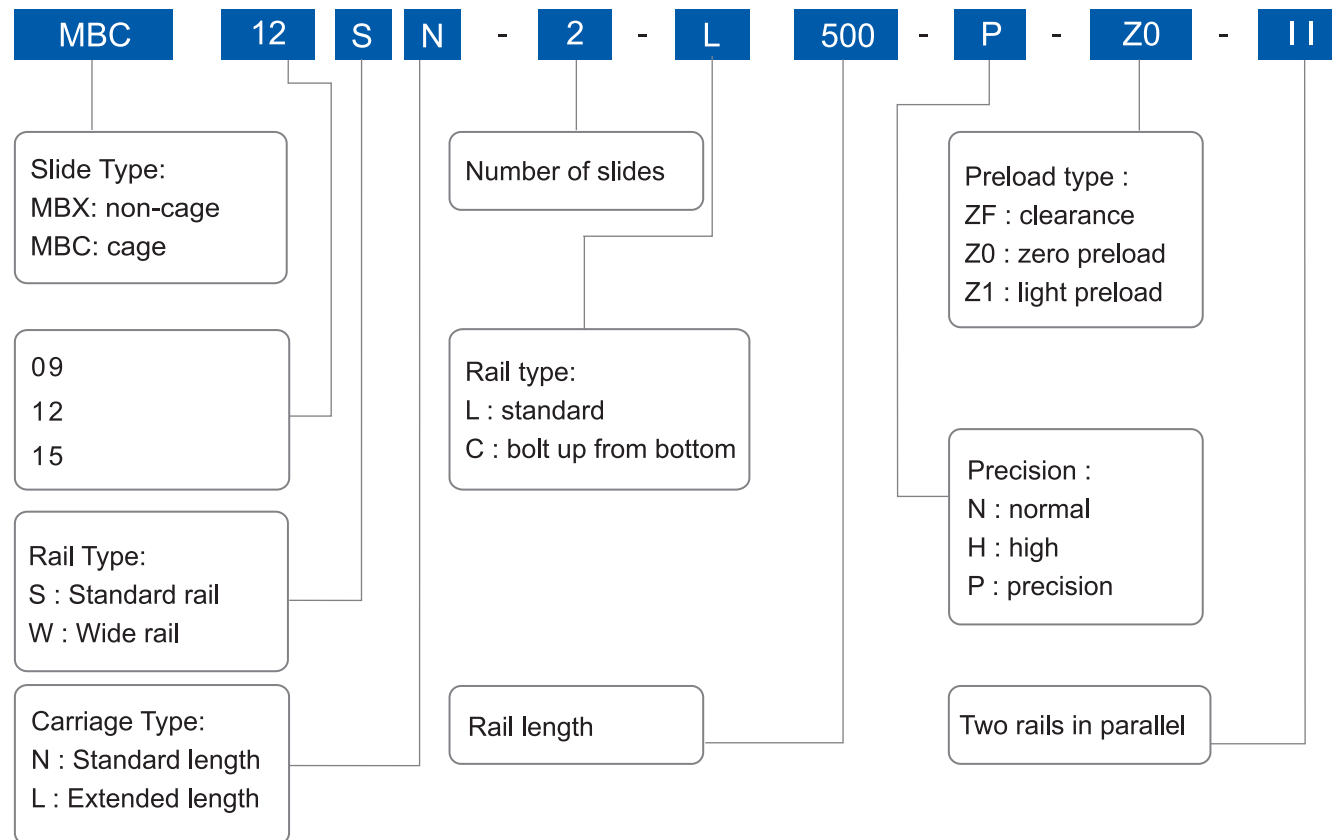 MBC 12 S N - 2 - L 500 - P - Z0 - II
Slide Type:
MBX: non-cage
MBC: cage
09
12
15
Rail Type:
S : Standard rail
W : Wide rail
Carriage Type:
N : Standard length
L : Extended length
Number of slides
Rail type:
L : standard
C : bolt up from bottom
Rail length
Preload type :
ZF : clearance
Z0 : zero preload
Z1 : light preload
Precision :
N : normal
H : high
P : precision
Two rails in parallel